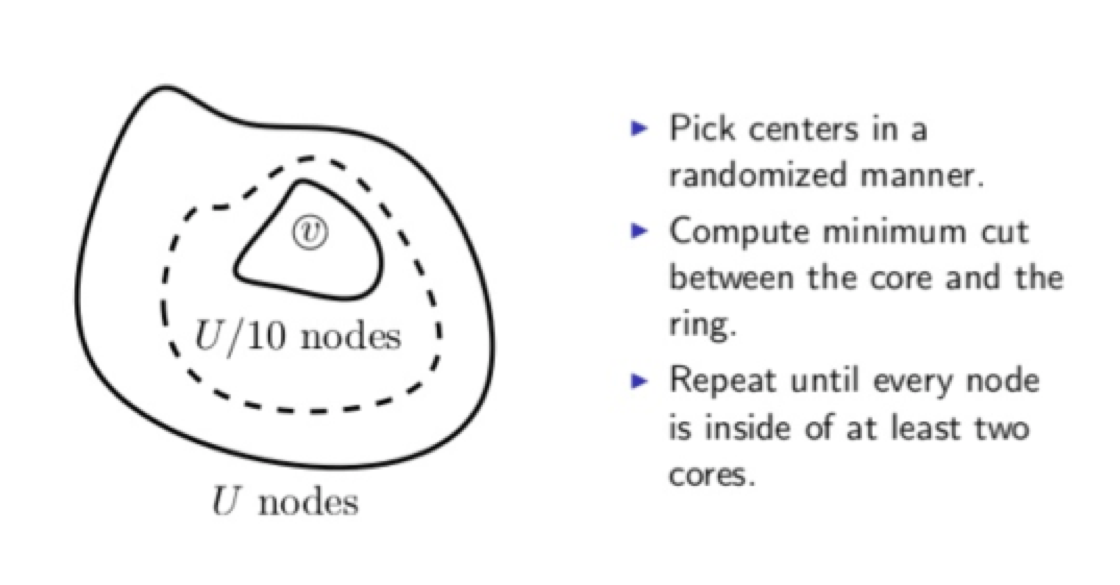 v
U/10 nodes
U nodes
Pick centers in a
randomized manner.
Compute minimum cut
between the core and the
ring.
Repeat until every node
is inside of at least two
cores.